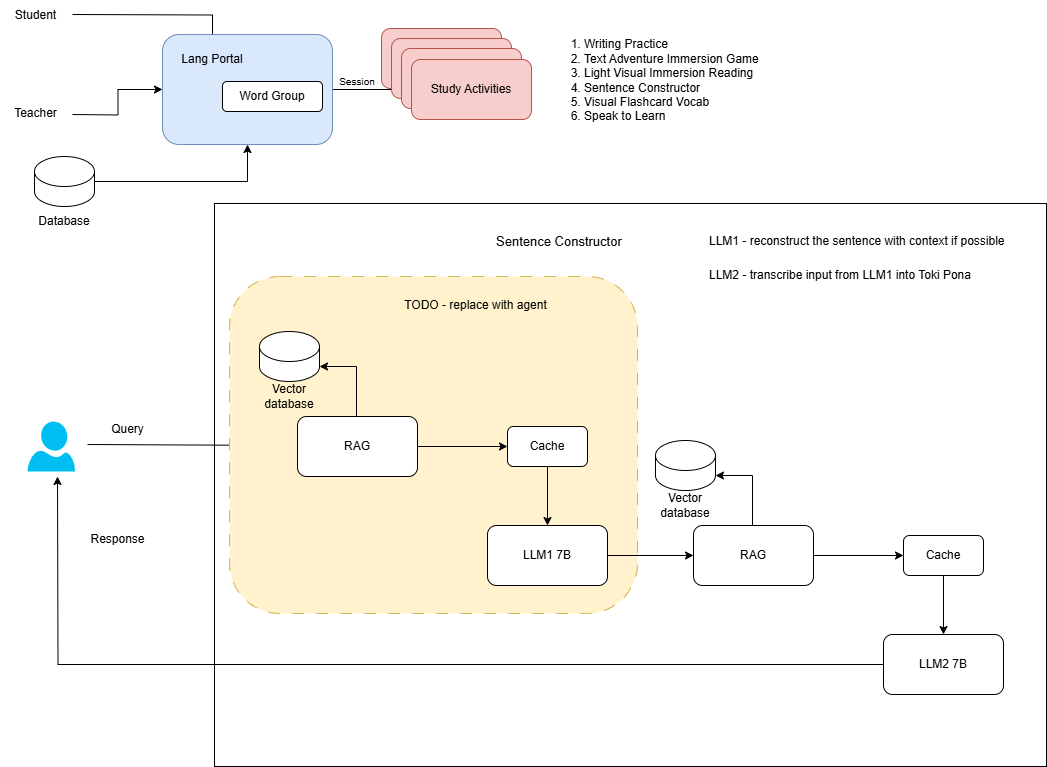 Student
Lang Portal
Word Group
Teacher
Database
Session
Study Activities
1. Writing Practice
2. Text Adventure Immersion Game
3. Light Visual Immersion Reading
4. Sentence Constructor
5. Visual Flashcard Vocab
6. Speak to Learn
Sentence Constructor
LLM1 - reconstruct the sentence with context if possible
LLM2 - transcribe input from LLM1 into Toki Pona
TODO - replace with agent
Vector
database
Query
RAG
Cache
LLM1 7B
Vector
database
RAG
Cache
LLM2 7B
Response